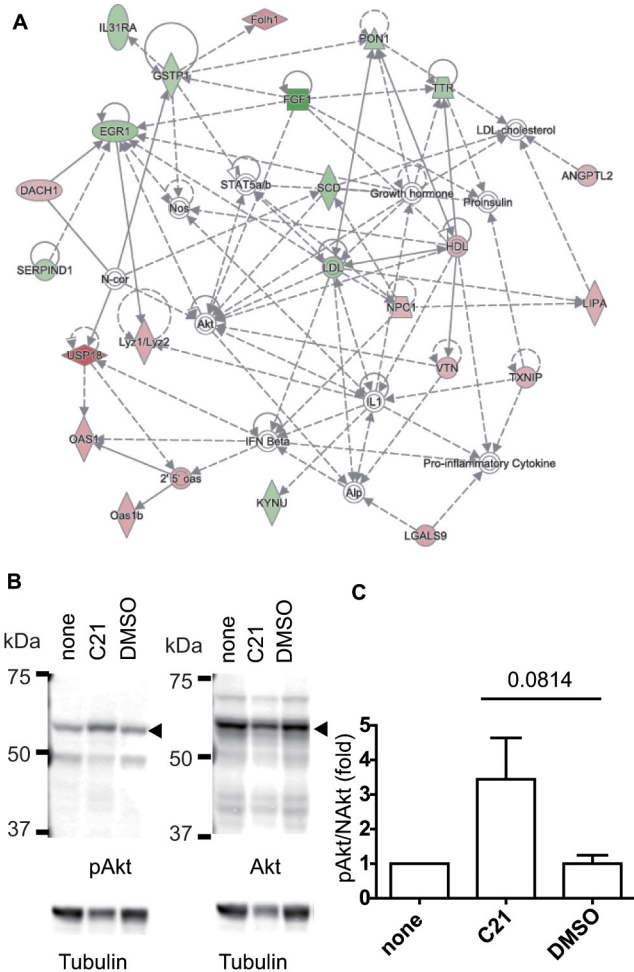 A
IL31RA
Folh1
GSTP1
PON1
FGF1
TTR
EGR1
LDL-cholesterol
DACH1
STAT5a/b
SCD
Growth hormone
ANGPTL2
Nos
Proinsulin
SERPIND1
N-cor
LDL
HDL
NPC1
LIPA
Akt
USP18
Lyz1/Lyz2
VTN
TXNIP
IL1
OAS1
IFN Beta
Pro-inflammatory Cytokine
2' 5' oas
Alp
Oas1b
KYNU
LGALS9
B
kDa
none
C21
DMSO
75
50
37
pAkt
Tubulin
kDa
none
C21
DMSO
75
50
37
Akt
Tubulin
C
0.0814
pAkt/NAkt (fold)
5
4
3
2
1
0
none
C21
DMSO